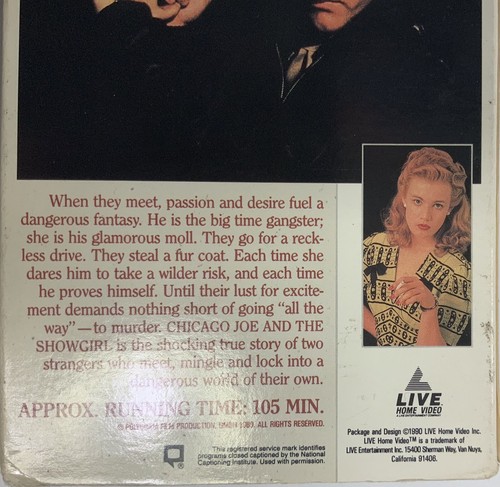 When they meet, passion and desire fuel a
dangerous fantasy. He is the big time gangster;
she is his glamorous moll. They go for a reck-
less drive. They steal a fur coat. Each time she
dares him to take a wilder risk, and each time
he proves himself. Until their lust for excite-
ment demands nothing short of going "all the
way"—to murder. CHICAGO JOE AND THE
SHOWGIRL is the shocking true story of two
strangers who meet, mingle and lock into a
dangerous world of their own.
APPROX. RUNNING TIME: 105 MIN.
FILM PRODUCTION, GMBH 1989. ALL RIGHTS RESERVED.
This registered service mark identifies
programs closed captioned by the National
Captioning Institute. Used with permission.
LIVE
HOME VIDEO
A LIVE ENTERTAINMENT COMPANY
Package and Design ©1990 LIVE Home Video Inc.
LIVE Home Video™ is a trademark of
LIVE Entertainment Inc. 15400 Sherman Way, Van Nuys,
California 91406.